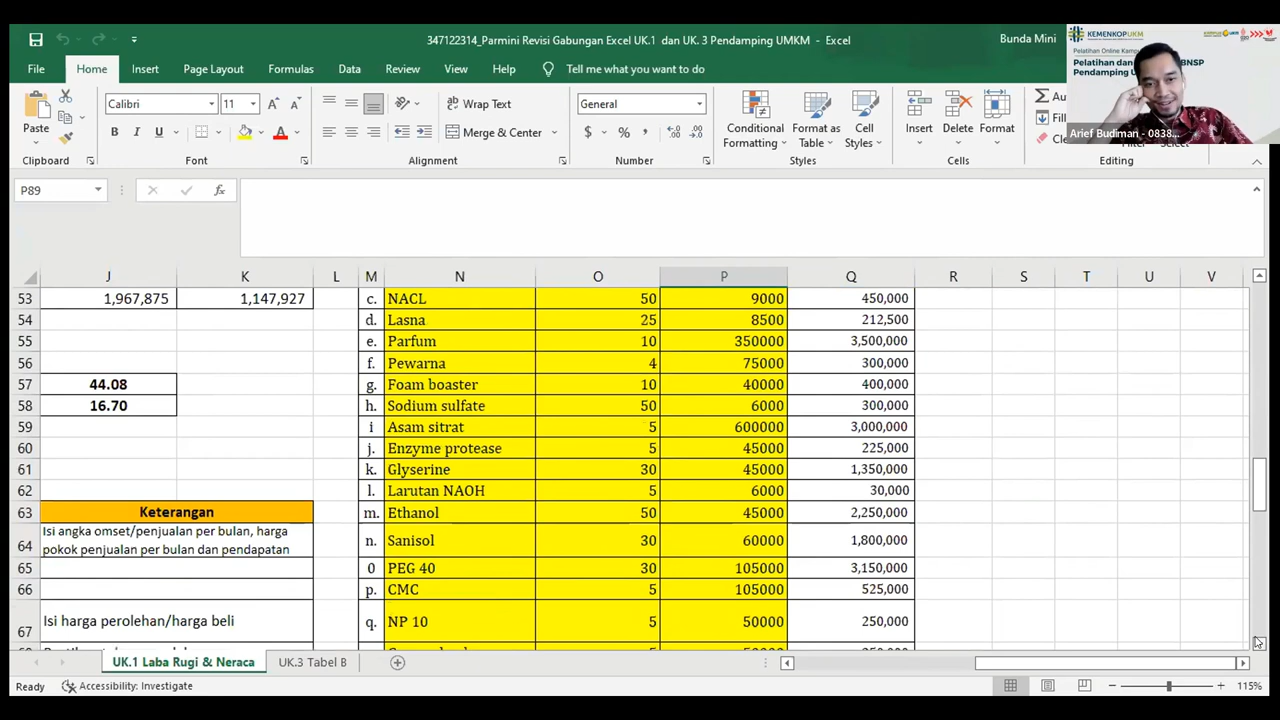 347122314_Parmini Revisi Gabungan Excel UK.1 dan UK. 3 Pendamping UMKM - Excel
Bunda Mini
KEMENKOPUKM
Pelatihan Online
Pelatihan dan BNSP
Pendamping
Arief Budiman - 0838...
File Home Insert Page Layout Formulas Data Review View Help Tell me what you want to do
Paste
Calibri 11
B I U
Wrap Text
Merge & Center
General
$ % ,
Conditional Formatting
Format as Table
Cell Styles
Insert
Delete
Format
Clipboard Font Alignment Number Styles Cells Editing
P89 fx
J K L M N O P Q R S T U V
53 1,967,875 1,147,927 c. NACL 50 9000 450,000
54 d. Lasna 25 8500 212,500
55 e. Parfum 10 350000 3,500,000
56 f. Pewarna 4 75000 300,000
57 44.08 g. Foam boaster 10 40000 400,000
58 16.70 h. Sodium sulfate 50 6000 300,000
59 i Asam sitrat 5 600000 3,000,000
60 j. Enzyme protease 5 45000 225,000
61 k. Glyserine 30 45000 1,350,000
62 l. Larutan NAOH 5 6000 30,000
63 Keterangan m. Ethanol 50 45000 2,250,000
Isi angka omset/penjualan per bulan, harga
64 pokok penjualan per bulan dan pendapatan n. Sanisol 30 60000 1,800,000
65 0 PEG 40 30 105000 3,150,000
66 p. CMC 5 105000 525,000
67 Isi harga perolehan/harga beli q. NP 10 5 50000 250,000
UK.1 Laba Rugi & Neraca UK.3 Tabel B
Ready Accessibility: Investigate 115%